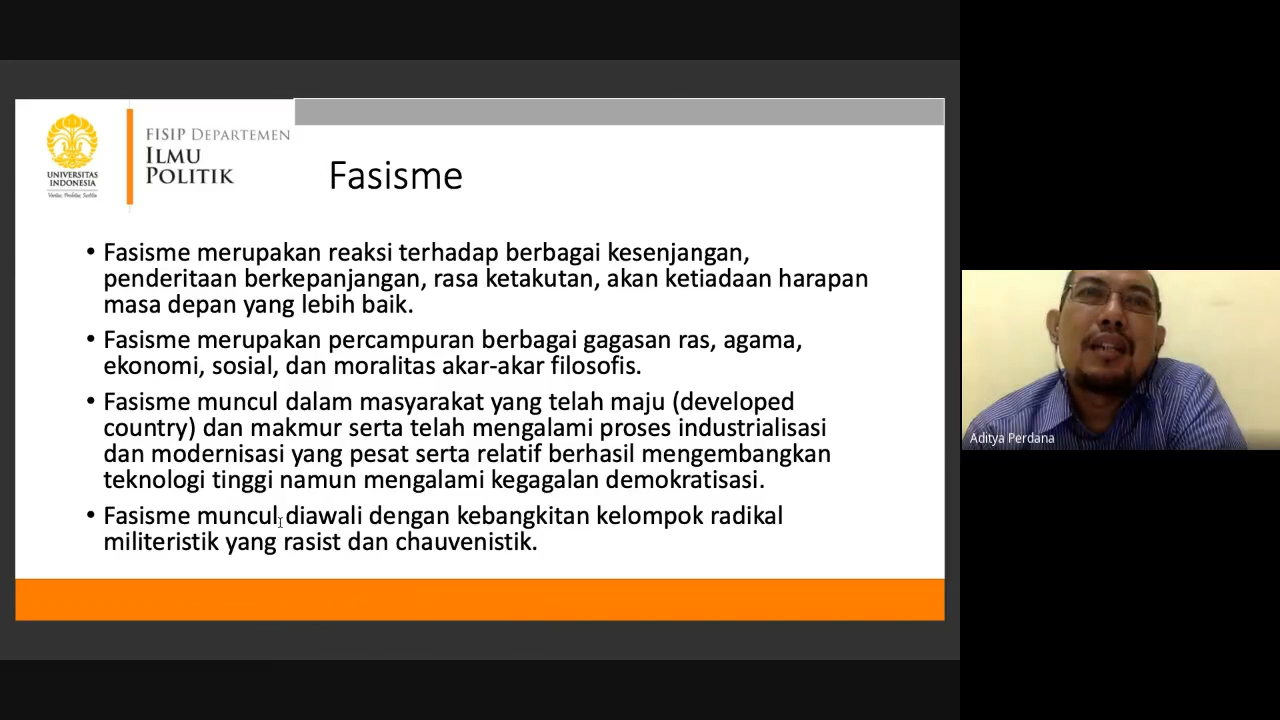 UNIVERSITAS
INDONESIA
Veritas, Probitas, Iustitia
FISIP DEPARTEMEN
ILMU
POLITIK
Fasisme
• Fasisme merupakan reaksi terhadap berbagai kesenjangan,
penderitaan berkepanjangan, rasa ketakutan, akan ketiadaan harapan
masa depan yang lebih baik.
• Fasisme merupakan percampuran berbagai gagasan ras, agama,
ekonomi, sosial, dan moralitas akar-akar filosofis.
• Fasisme muncul dalam masyarakat yang telah maju (developed
country) dan makmur serta telah mengalami proses industrialisasi
dan modernisasi yang pesat serta relatif berhasil mengembangkan
teknologi tinggi namun mengalami kegagalan demokratisasi.
• Fasisme muncul diawali dengan kebangkitan kelompok radikal
militeristik yang rasist dan chauvenistik.
Aditya Perdana